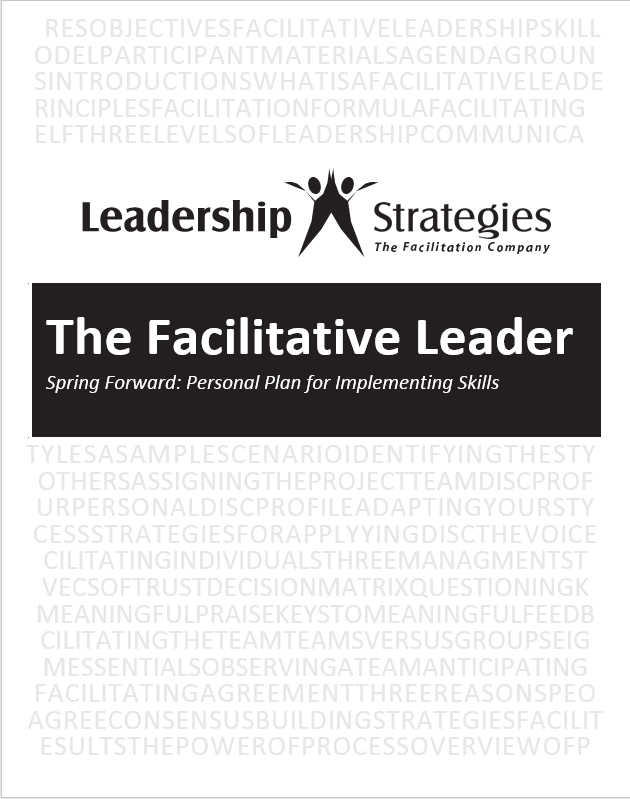 RESOBJECTIVESFACILITATIVELEADERSHIPSKILL
ODELPARTICIPANTMATERIALSAGENDAGROUN
SINTRODUCTIONSWHATISAFACILITATIVELEADE
RINCIPLESFACILITATIONFORMULAFACILITATING
ELFTHREELEVELSOFLEADERSHIPCOMMUNICA
Leadership Strategies
The Facilitation Company
The Facilitative Leader
Spring Forward: Personal Plan for Implementing Skills
TYLESASAMPLESCENARIOIDENTIFYINGTHESTY
OTHERSASSIGNINGTHEPROJECTTEAMDISCPROF
URPERSONALDISCPROFILEADAPTINGYOURSTY
CESSSTRATEGIESFORAPPLYYINGDISCTHEVOICE
CILITATINGINDIVIDUALSTHREEMANAGMENTST
VECSOFTRUSTDECISIONMATRIXQUESTIONINGK
MEANINGFULPRAISEKEYSTOMEANINGFULFEEDB
CILITATINGTHETEAMTEAMSVERSUSGROUPSEIG
MESSENTIALSOBSERVINGATEAMANTICIPATING
FACILITATINGAGREEMENTTHREEREASONSPEO
AGREECONSENSUSBUILDINGSTRATEGIESFACILIT
ESULTSTHEPOWEROFPROCESSOVERVIEWOFP